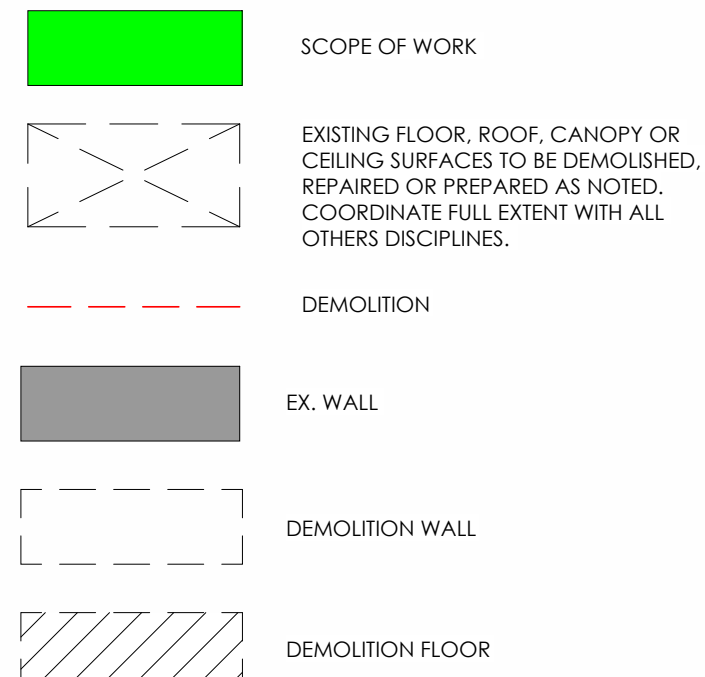 SCOPE OF WORK
EXISTING FLOOR, ROOF, CANOPY OR
CEILING SURFACES TO BE DEMOLISHED,
REPAIRED OR PREPARED AS NOTED.
COORDINATE FULL EXTENT WITH ALL
OTHERS DISCIPLINES.
DEMOLITION
EX. WALL
DEMOLITION WALL
DEMOLITION FLOOR